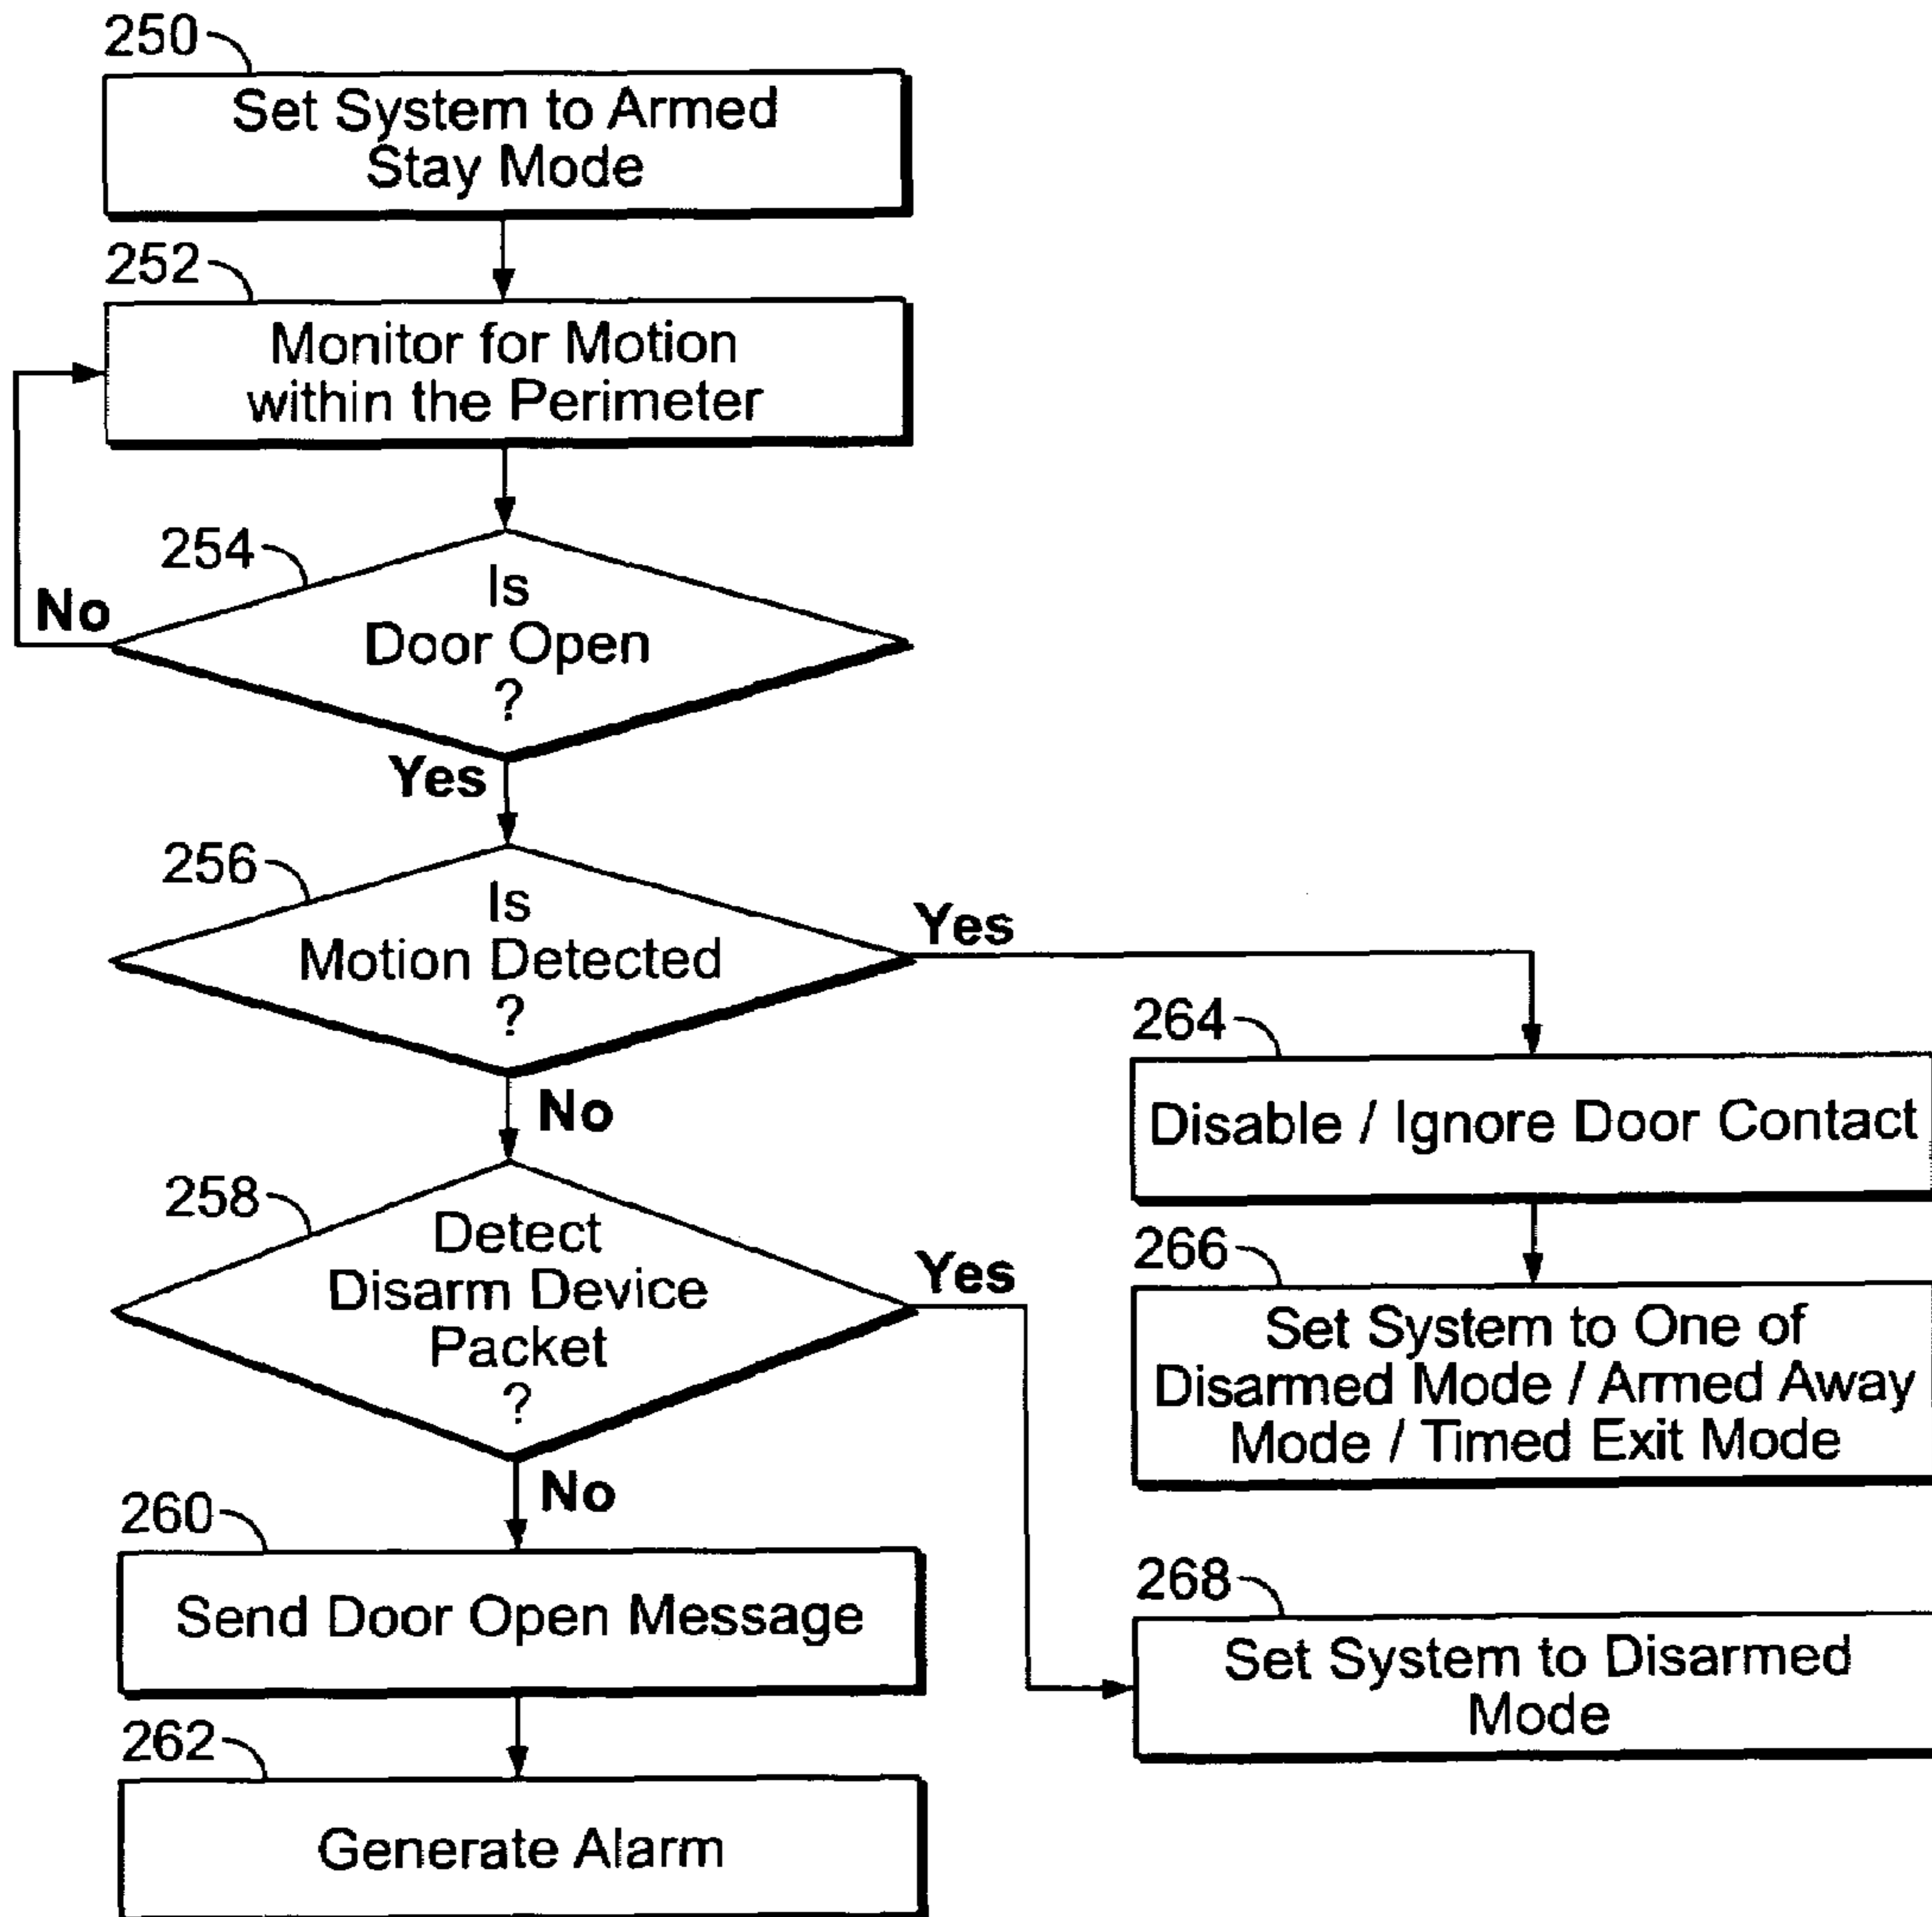 250
Set System to Armed
Stay Mode
252
Monitor for Motion
within the Perimeter
254
Is
Door Open
?
No
Yes
256
Is
Motion Detected
?
Yes
No
264
Disable / Ignore Door Contact
258
Detect
Disarm Device
Packet
?
Yes
No
266
Set System to One of
Disarmed Mode / Armed Away
Mode / Timed Exit Mode
260
Send Door Open Message
268
Set System to Disarmed
Mode
262
Generate Alarm